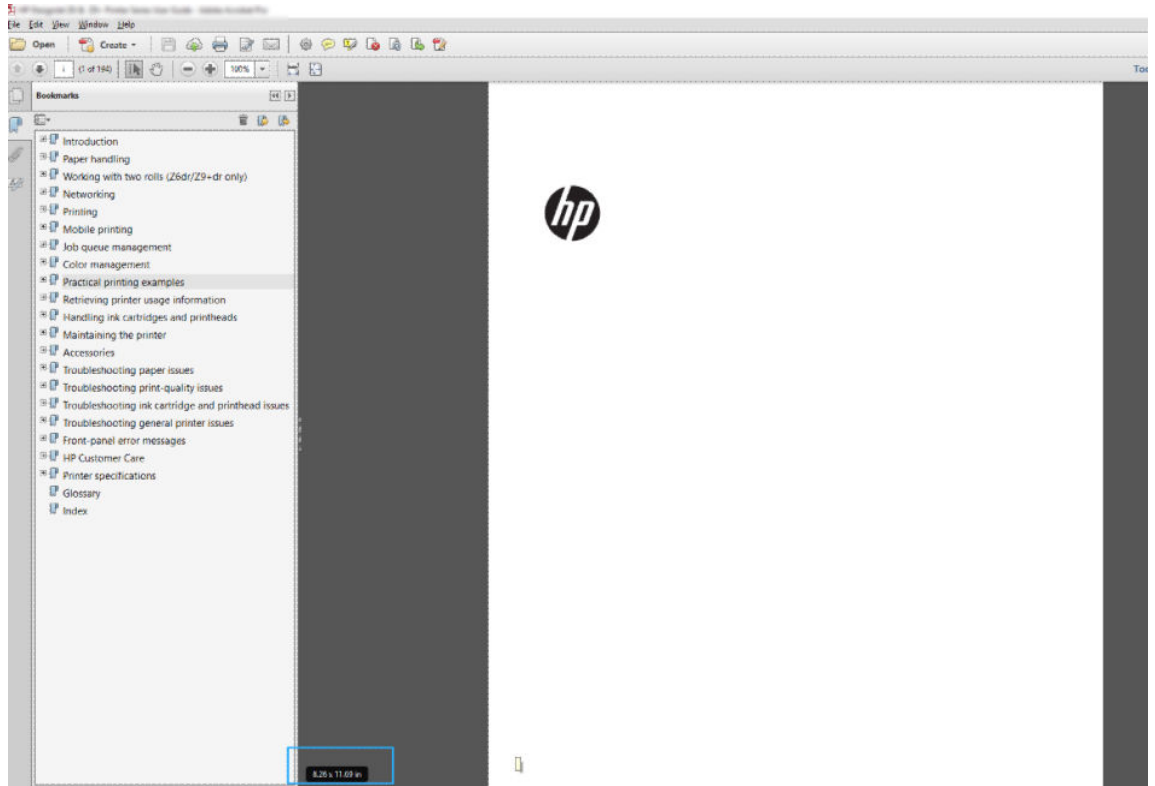 File Edit View Window Help
Open Create
1 (1 of 194) 100% Too
Bookmarks
Introduction
Paper handling
Working with two rolls (Z6dr/Z9+dr only)
Networking
Printing
Mobile printing
Job queue management
Color management
Practical printing examples
Retrieving printer usage information
Handling ink cartridges and printheads
Maintaining the printer
Accessories
Troubleshooting paper issues
Troubleshooting print-quality issues
Troubleshooting ink cartridge and printhead issues
Troubleshooting general printer issues
Front-panel error messages
HP Customer Care
Printer specifications
Glossary
Index
hp
8.26 x 11.69 in